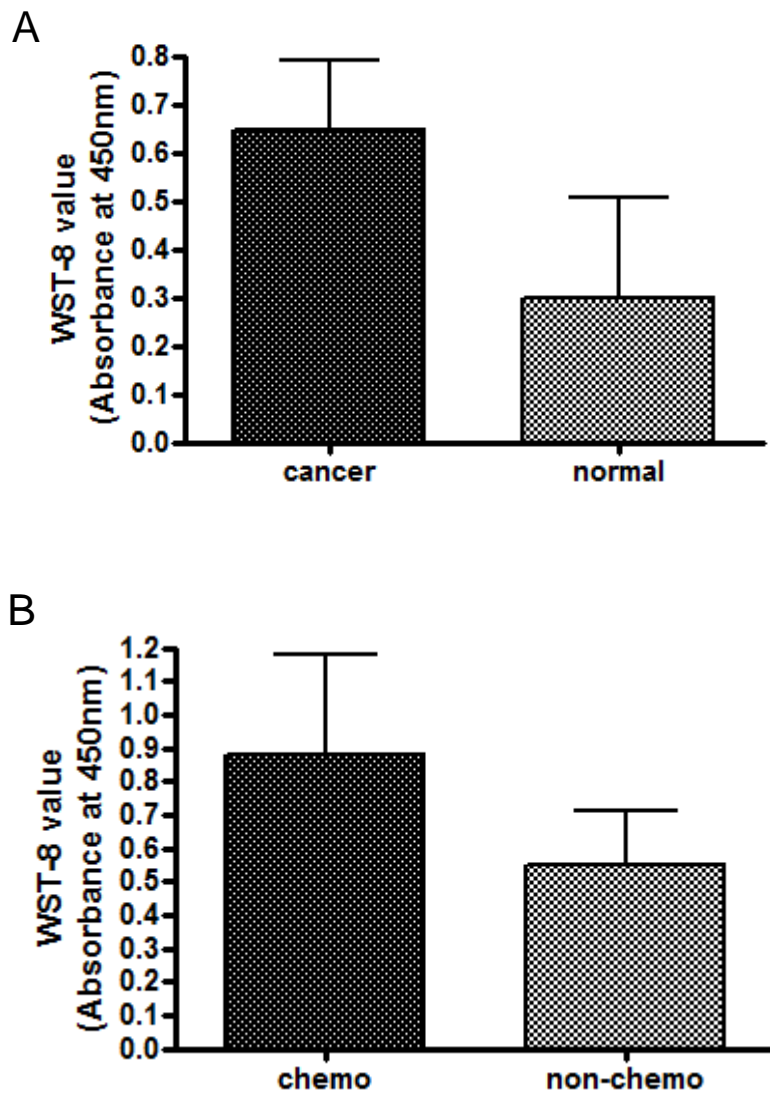 A
WST-8 value
(Absorbance at 450nm)
0.8
0.7
0.6
0.5
0.4
0.3
0.2
0.1
0.0
cancer normal
B
WST-8 value
(Absorbance at 450nm)
1.2
1.1
1.0
0.9
0.8
0.7
0.6
0.5
0.4
0.3
0.2
0.1
0.0
chemo non-chemo